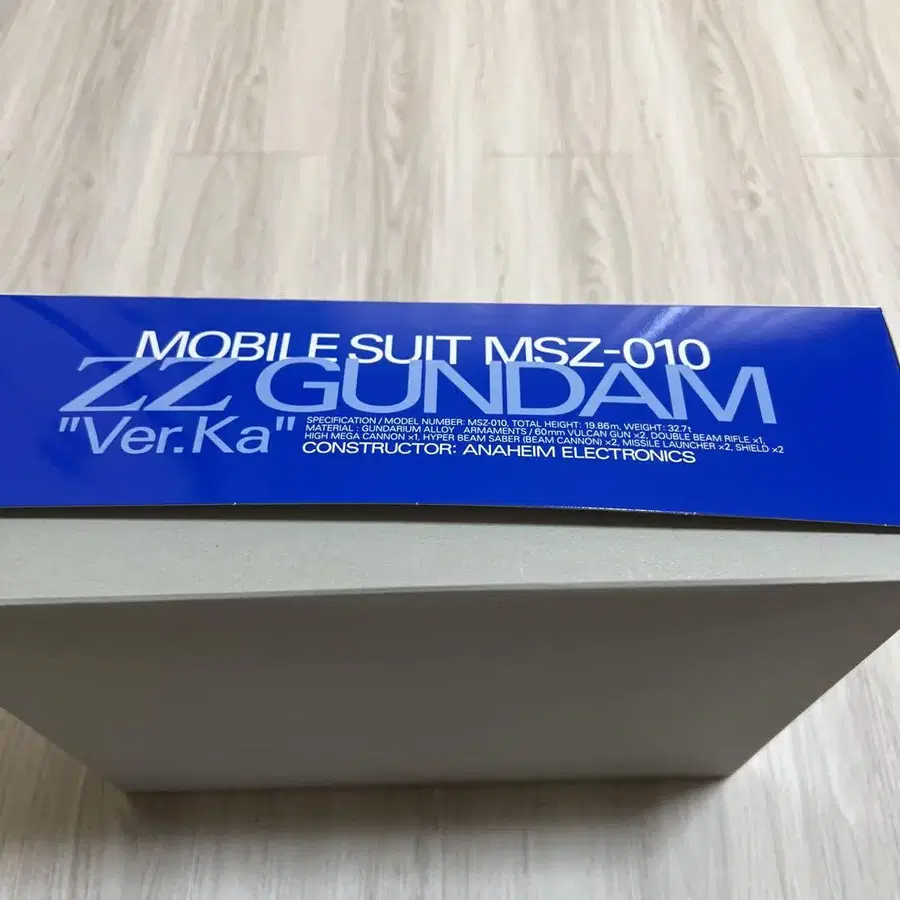 MOBILE SUIT MSZ-010
ZZ GUNDAM
"Ver.Ka"
SPECIFICATION / MODEL NUMBER: MSZ-010, TOTAL HEIGHT: 19.86m, WEIGHT: 32.7t
MATERIAL : GUNDARIUM ALLOY ARMAMENTS / 60mm VULCAN GUN ×2, DOUBLE BEAM RIFLE ×1,
HIGH MEGA CANNON ×1, HYPER BEAM SABER (BEAM CANNON) ×2, MISSILE LAUNCHER ×2, SHIELD ×2
CONSTRUCTOR: ANAHEIM ELECTRONICS